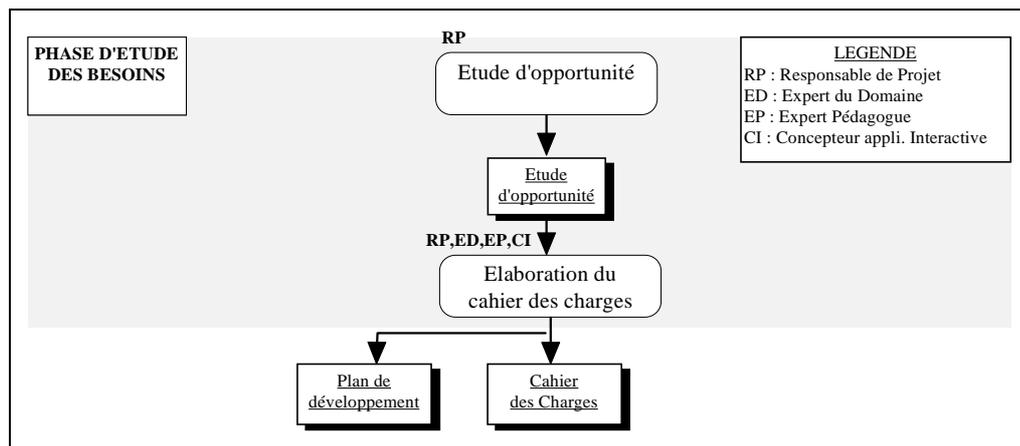 PHASE D'ETUDE
DES BESOINS
RP
Etude d'opportunité
LEGENDE
RP : Responsable de Projet
ED : Expert du Domaine
EP : Expert Pédagogue
CI : Concepteur appli. Interactive
Etude
d'opportunité
RP,ED,EP,CI
Elaboration du
cahier des charges
Plan de
développement
Cahier
des Charges